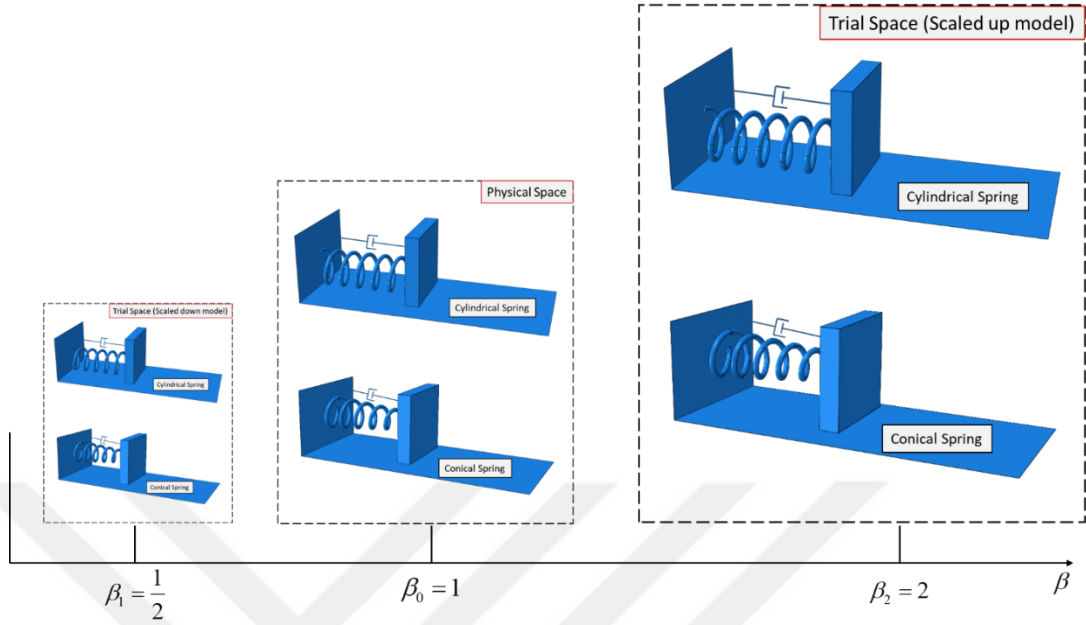 Trial Space (Scaled up model)
Cylindrical Spring
Conical Spring
Physical Space
Cylindrical Spring
Conical Spring
Trial Space (Scaled down model)
Cylindrical Spring
Conical Spring
β₁ = 1/2
β₀ = 1
β₂ = 2
β